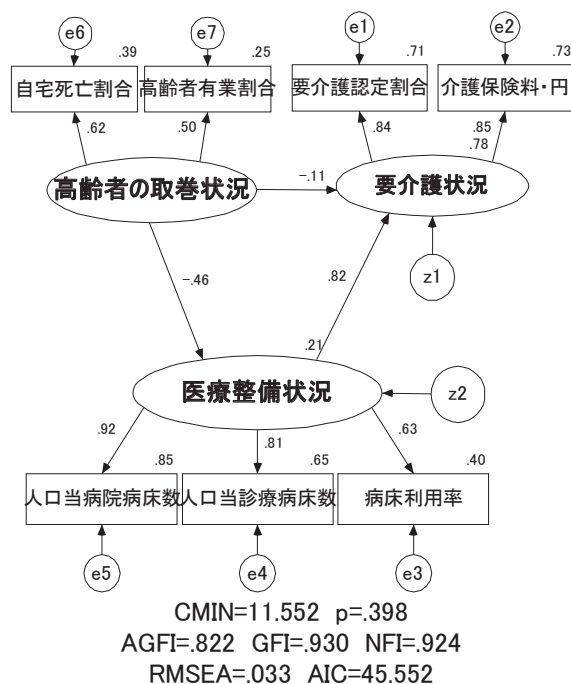 e6
e7
e1
e2
.39
.25
.71
.73
自宅死亡割合
高齢者有業割合
要介護認定割合
介護保険料・円
.62
.50
.84
.85
.78
高齢者の取巻状況
-.11
要介護状況
-.46
.82
z1
.21
医療整備状況
z2
.92
.81
.63
.85
.65
.40
人口当病院病床数
人口当診療病床数
病床利用率
e5
e4
e3
CMIN=11.552 p=.398
AGFI=.822 GFI=.930 NFI=.924
RMSEA=.033 AIC=45.552